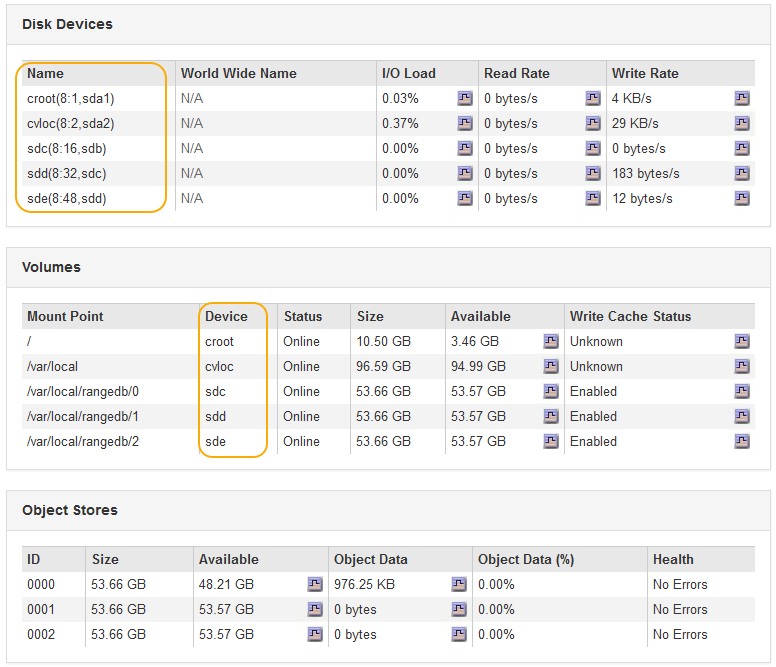 Disk Devices
Name World Wide Name I/O Load Read Rate Write Rate
croot(8:1,sda1) N/A 0.03% 0 bytes/s 4 KB/s
cvloc(8:2,sda2) N/A 0.37% 0 bytes/s 29 KB/s
sdc(8:16,sdb) N/A 0.00% 0 bytes/s 0 bytes/s
sdd(8:32,sdc) N/A 0.00% 0 bytes/s 183 bytes/s
sde(8:48,sdd) N/A 0.00% 0 bytes/s 12 bytes/s
Volumes
Mount Point Device Status Size Available Write Cache Status
/ croot Online 10.50 GB 3.46 GB Unknown
/var/local cvloc Online 96.59 GB 94.99 GB Unknown
/var/local/rangedb/0 sdc Online 53.66 GB 53.57 GB Enabled
/var/local/rangedb/1 sdd Online 53.66 GB 53.57 GB Enabled
/var/local/rangedb/2 sde Online 53.66 GB 53.57 GB Enabled
Object Stores
ID Size Available Object Data Object Data (%) Health
0000 53.66 GB 48.21 GB 976.25 KB 0.00% No Errors
0001 53.66 GB 53.57 GB 0 bytes 0.00% No Errors
0002 53.66 GB 53.57 GB 0 bytes 0.00% No Errors